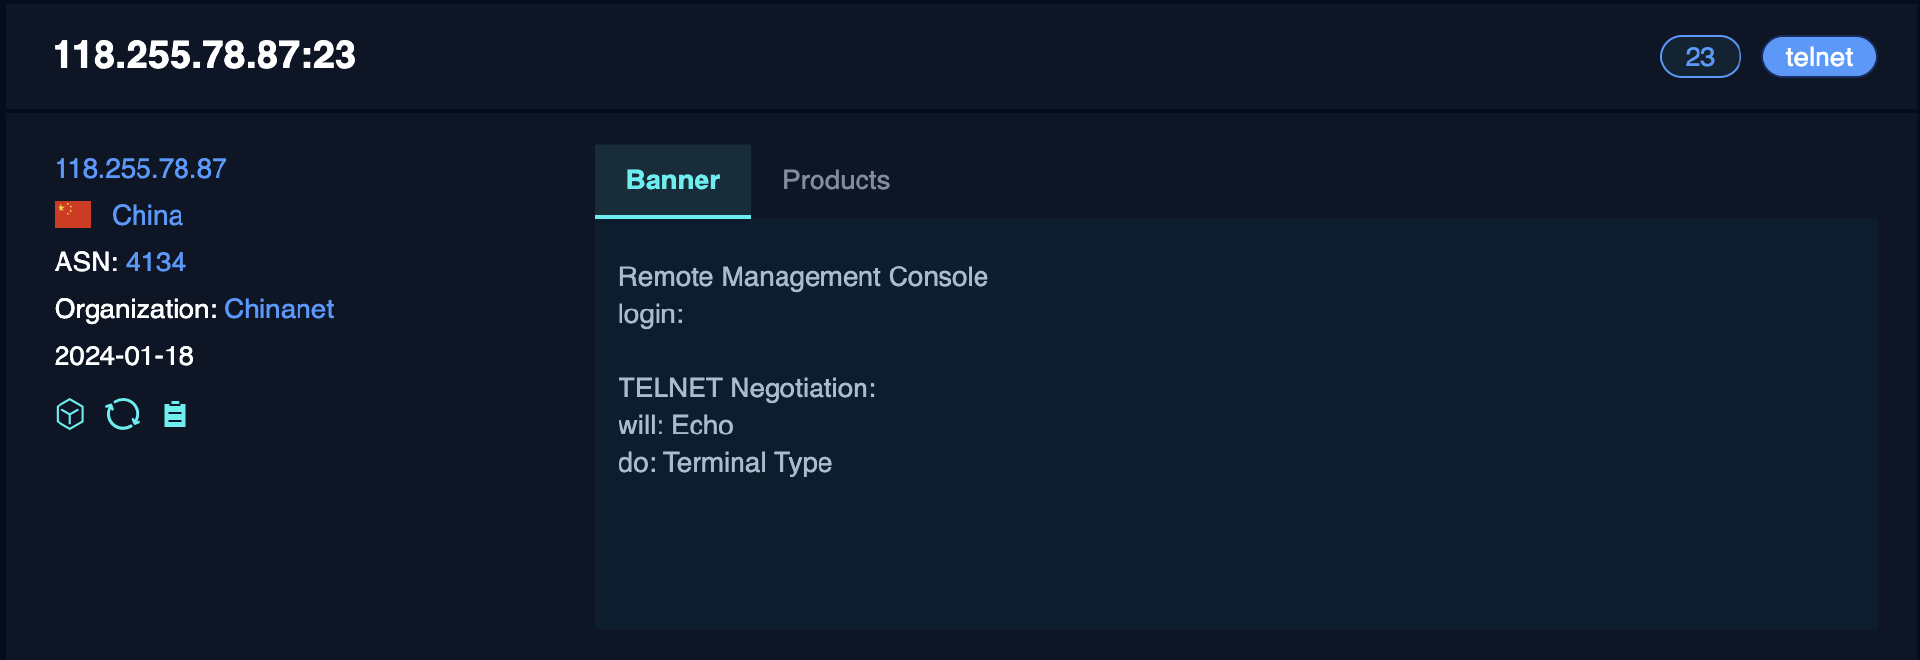 118.255.78.87:23
23
telnet
118.255.78.87
China
ASN: 4134
Organization: Chinanet
2024-01-18
Banner
Products
Remote Management Console
login:
TELNET Negotiation:
will: Echo
do: Terminal Type